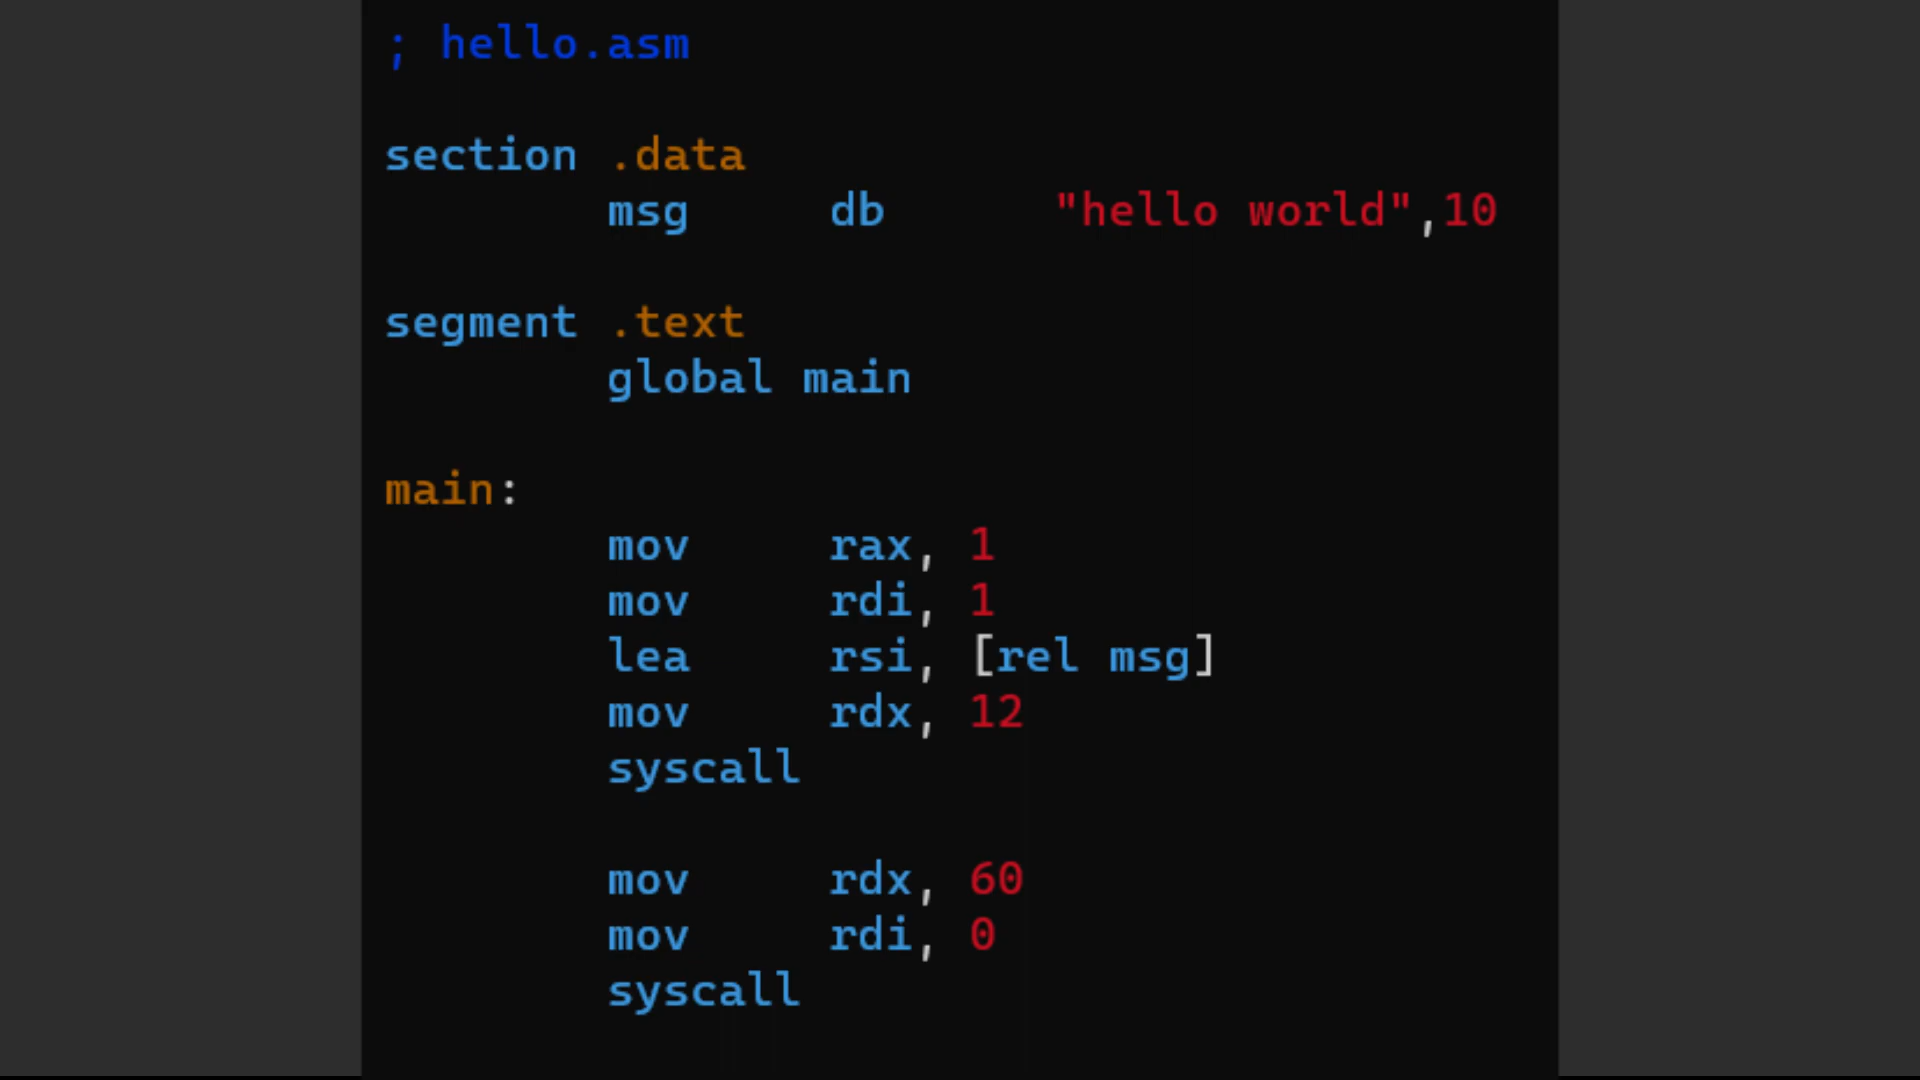 ; hello.asm
section .data
msg db "hello world",10
segment .text
global main
main:
mov rax, 1
mov rdi, 1
lea rsi, [rel msg]
mov rdx, 12
syscall
mov rdx, 60
mov rdi, 0
syscall